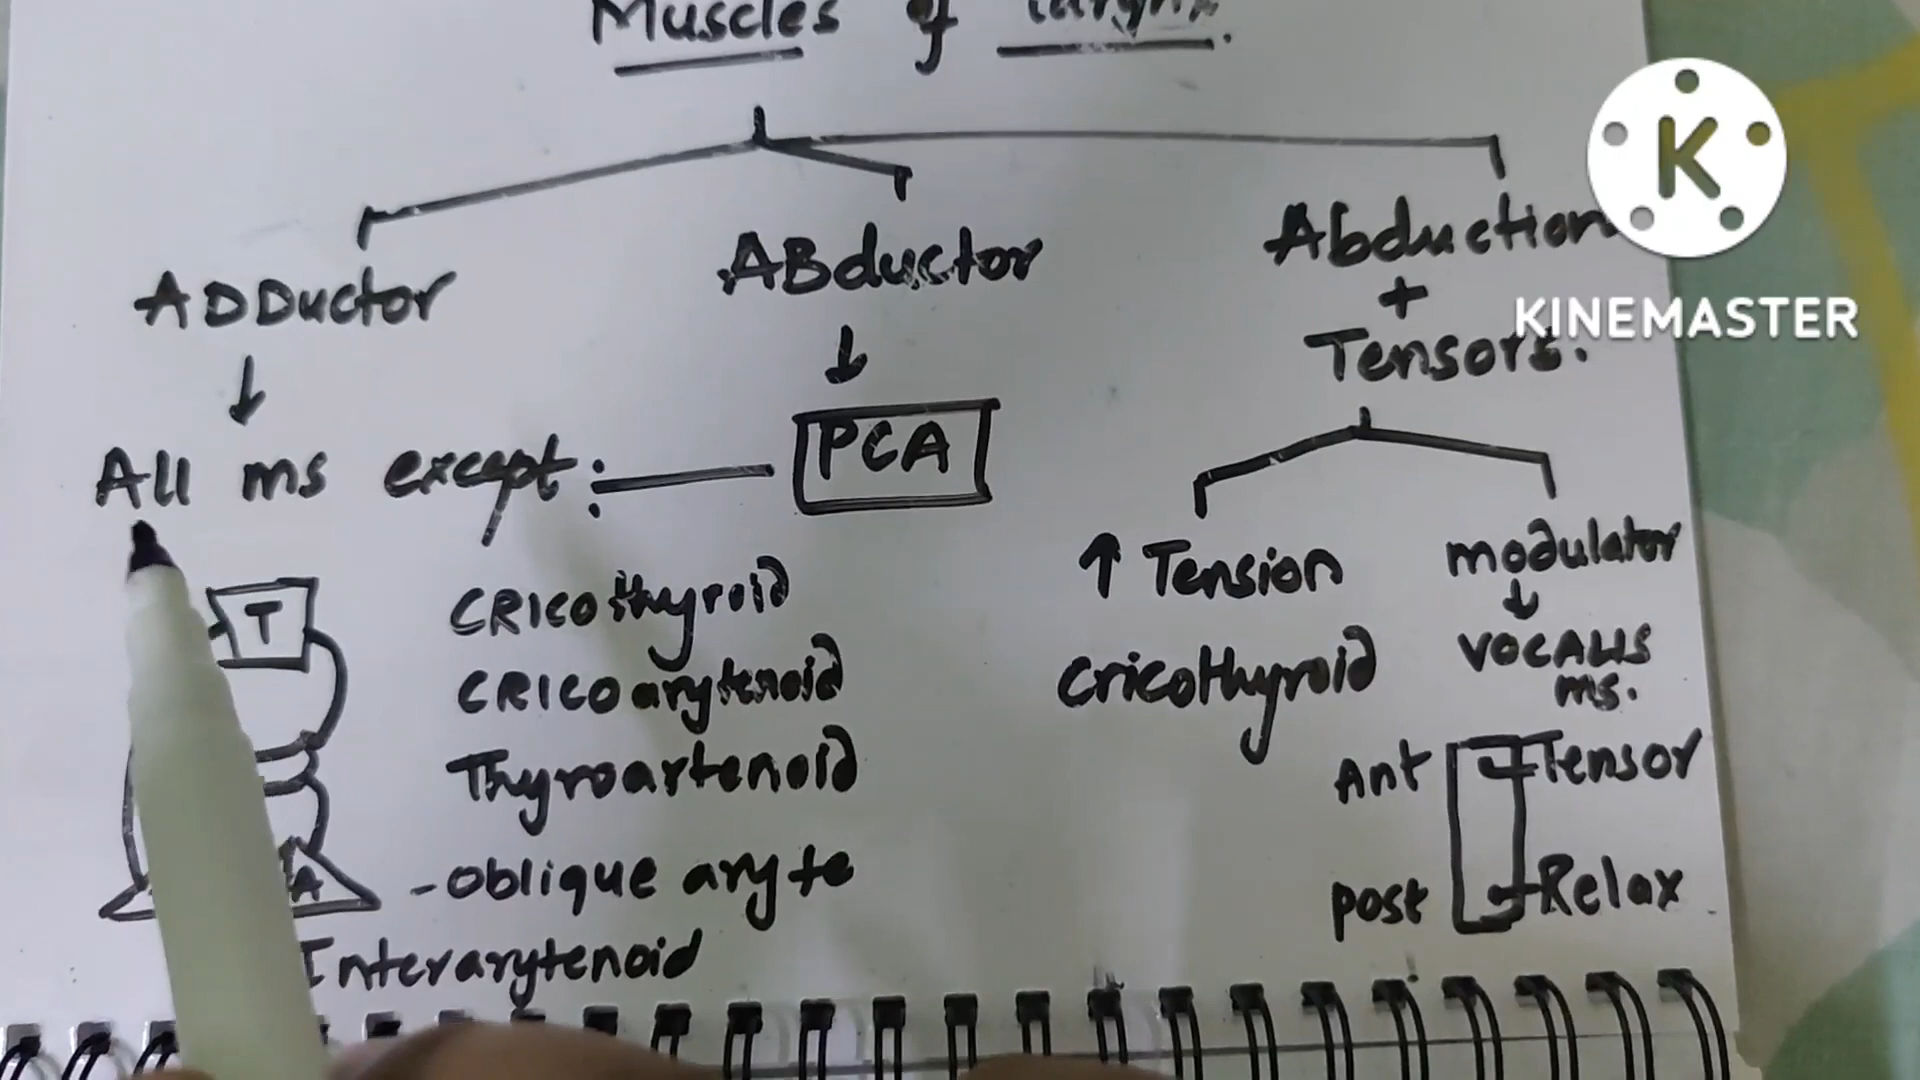 Muscles of larynx.
ADDuctor
All ms except:
T
CRICOthyroid
CRICOarytenoid
Thyroartenoid
-oblique aryte
A
Interarytenoid
ABductor
PCA
Abduction
+
Tensors.
↑ Tension
cricothyroid
modulator
VOCALIS
ms.
Ant
Tensor
post
Relax
K
KINEMASTER